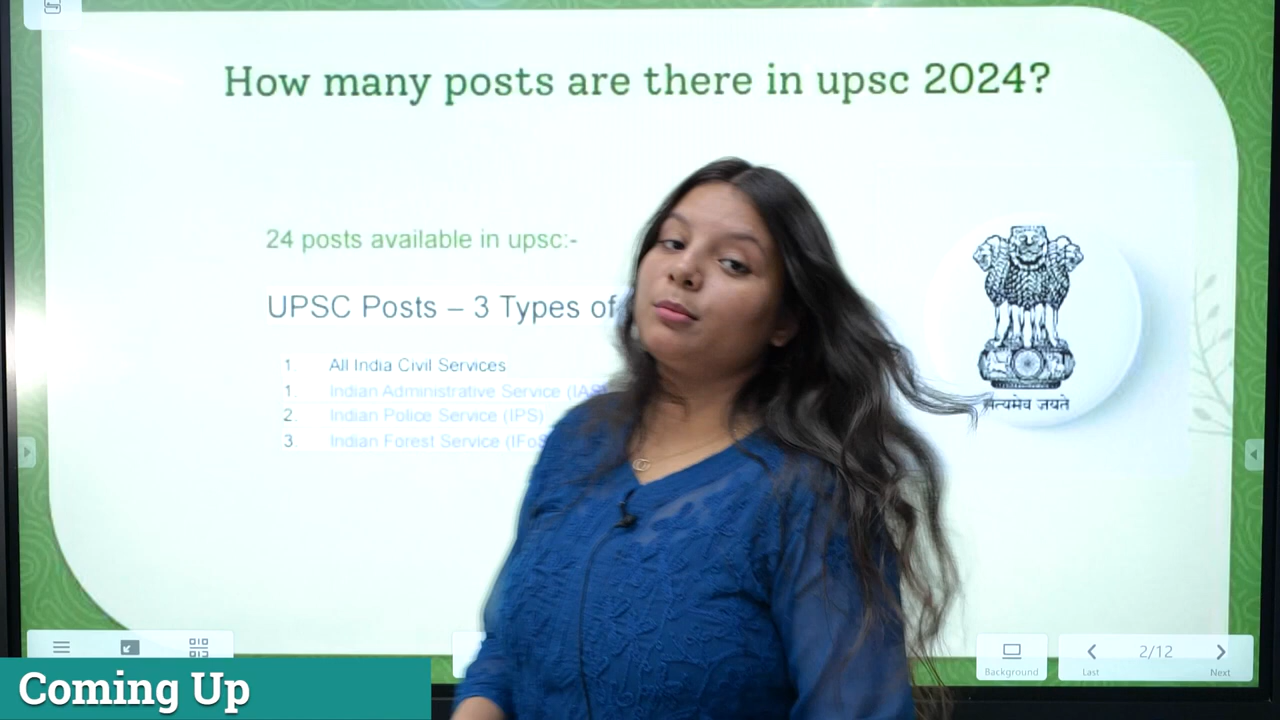 How many posts are there in upsc 2024?
24 posts available in upsc:-
UPSC Posts – 3 Types of
1 All India Civil Services
1 Indian Administrative Service (IAS
2. Indian Police Service (IPS)
3. Indian Forest Service (IFoS
सत्यमेव जयते
Background
Last
2/12
Next
Coming Up